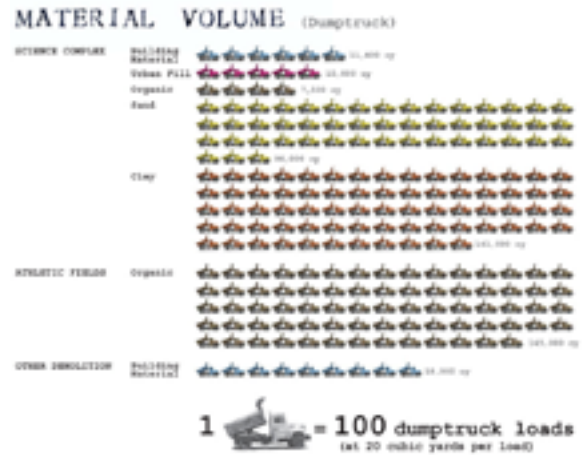 MATERIAL VOLUME (Dumptruck)
SCIENCE COMPLEX
Building Material
Urban Fill
Organic
Sand
Clay
ATHLETIC FIELDS
Organic
OTHER DEMOLITION
Building Material
1 = 100 dumptruck loads
(at 20 cubic yards per load)